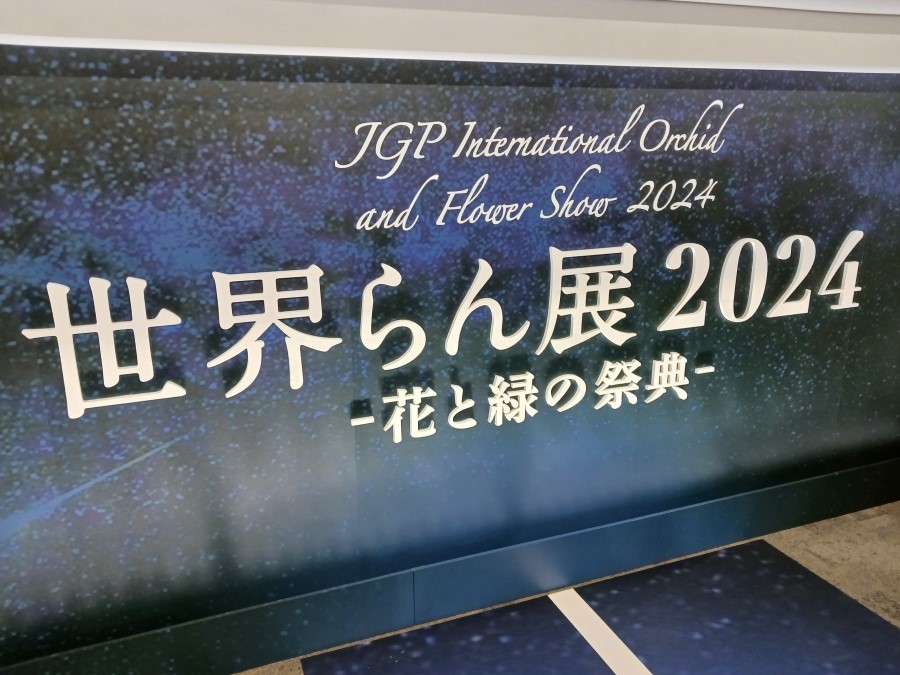 JGP International Orchid
and Flower Show 2024
世界らん展2024
-花と緑の祭典-